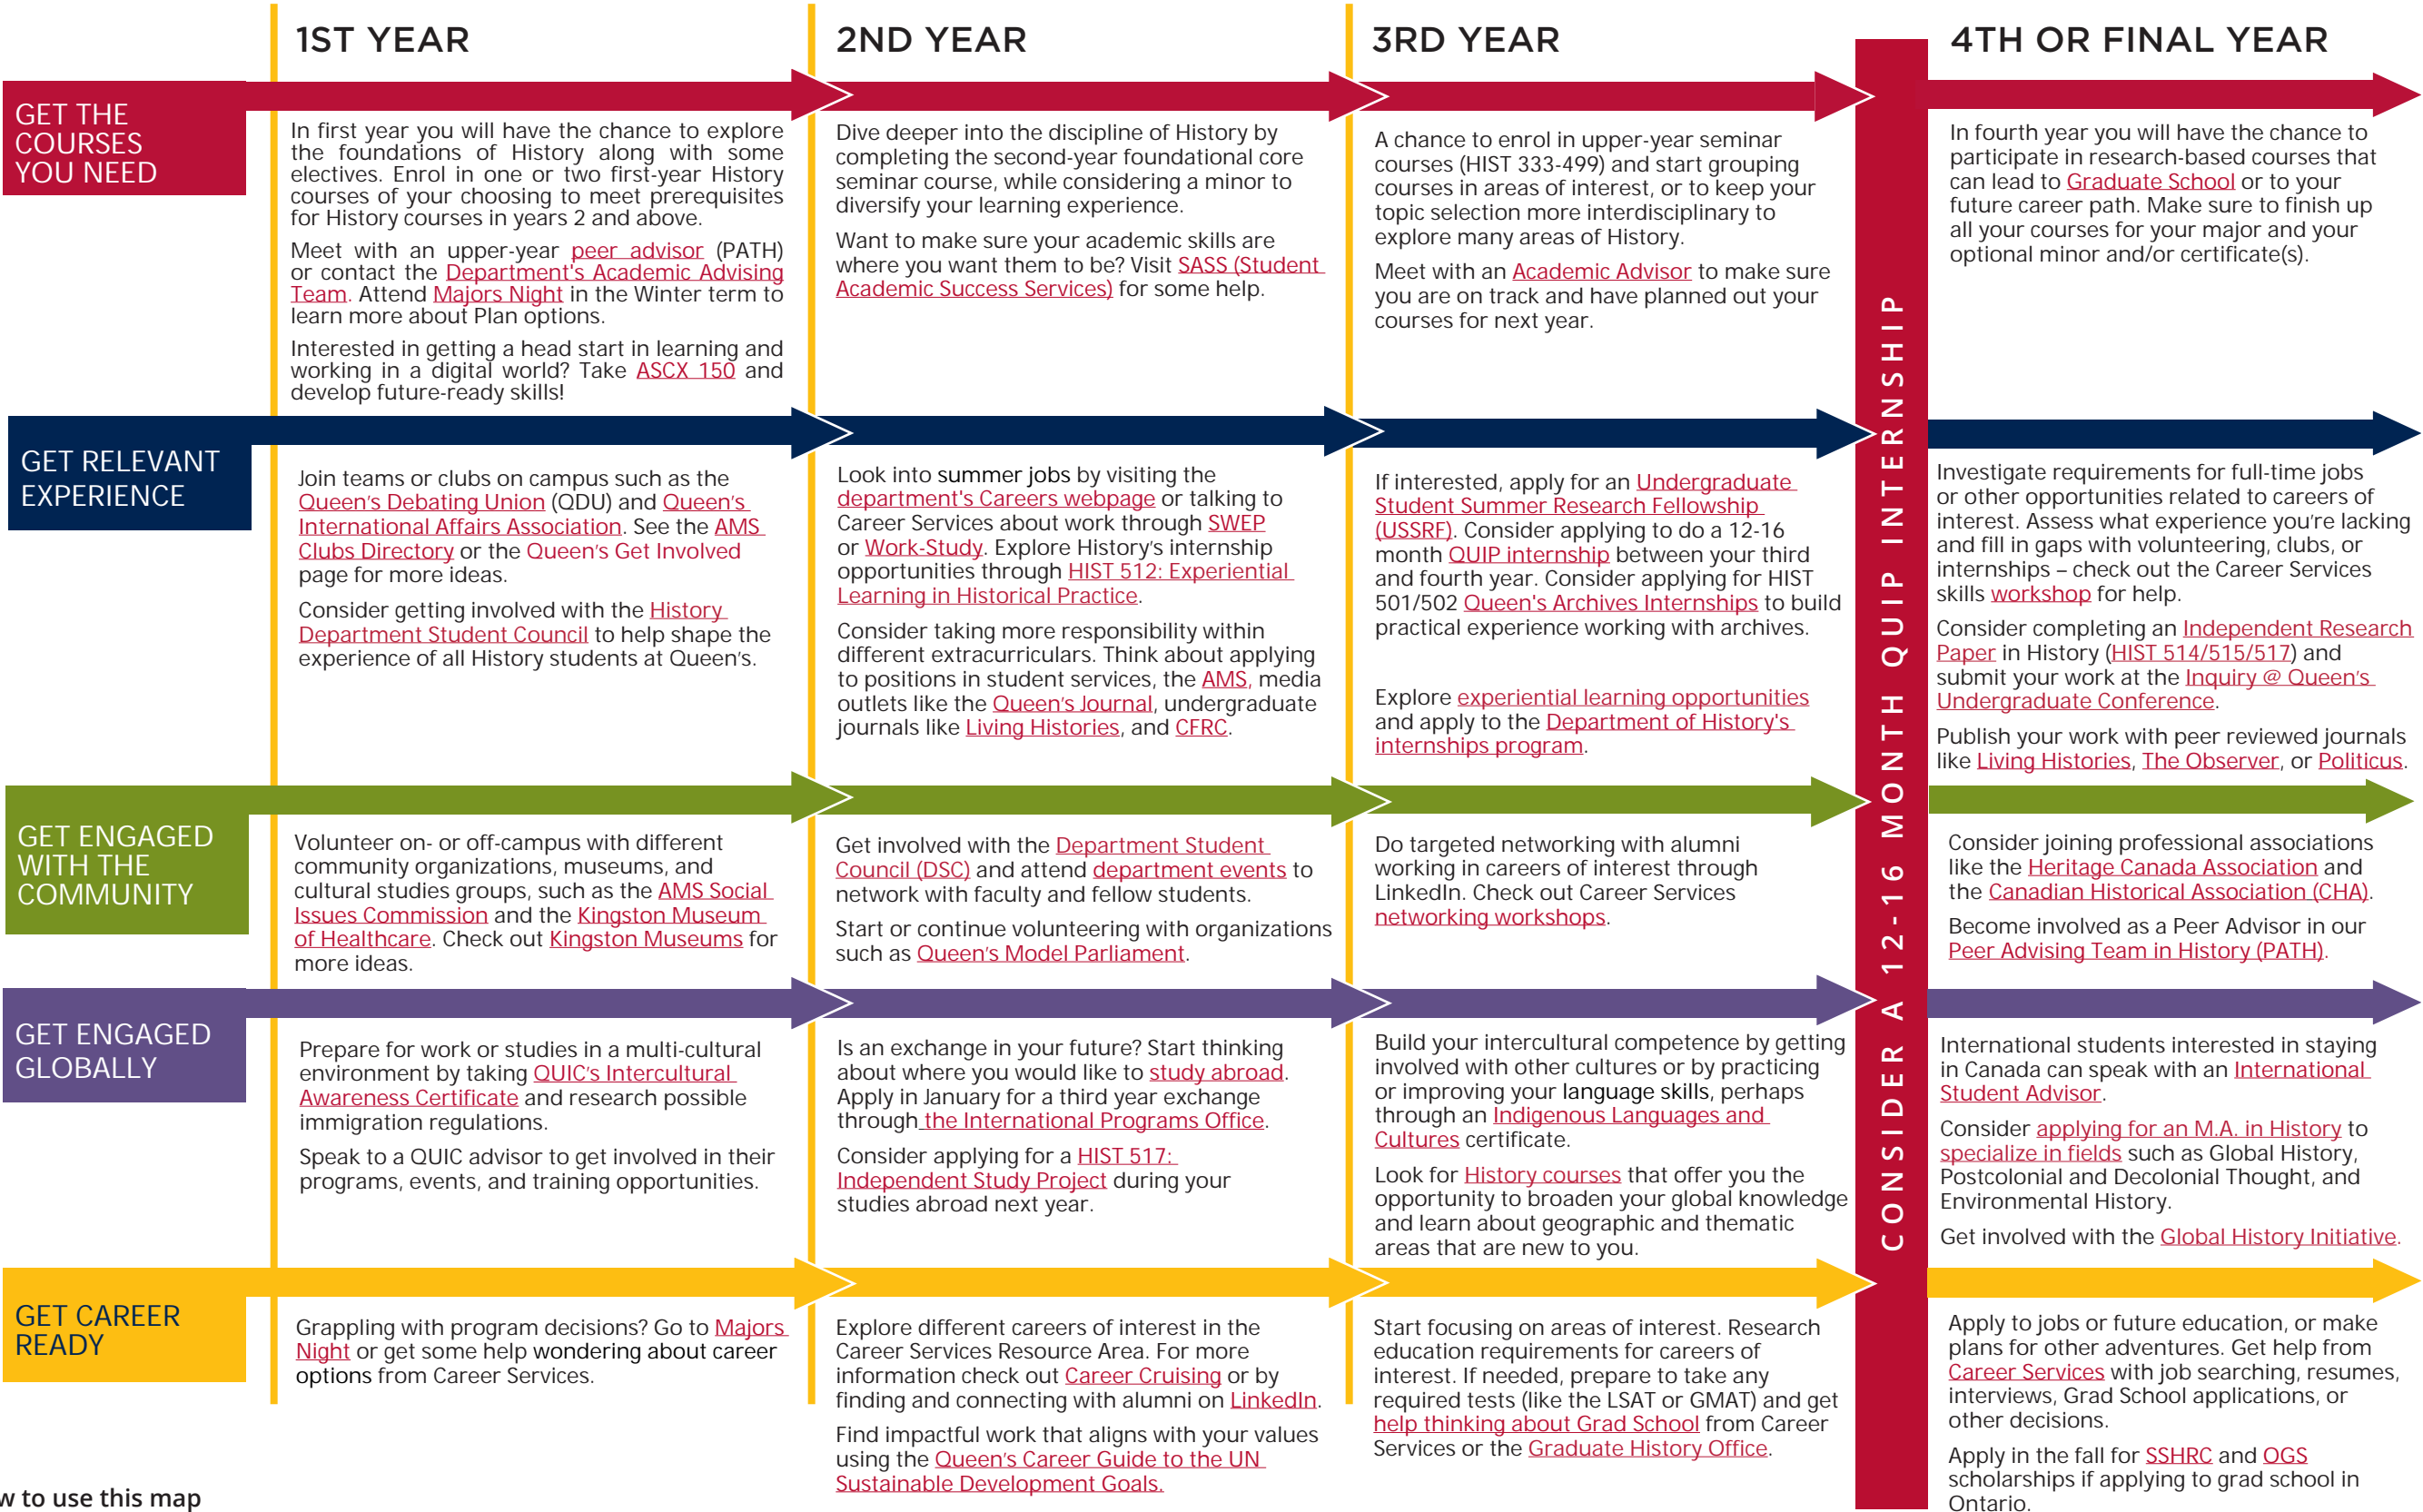 1ST YEAR
2ND YEAR
3RD YEAR
4TH OR FINAL YEAR
GET THE
COURSES
YOU NEED
In first year you will have the chance to explore
the foundations of History along with some
electives. Enrol in one or two first-year History
courses of your choosing to meet prerequisites
for History courses in years 2 and above.
Meet with an upper-year peer advisor (PATH)
or contact the Department's Academic Advising
Team. Attend Majors Night in the Winter term to
learn more about Plan options.
Interested in getting a head start in learning and
working in a digital world? Take ASCX 150 and
develop future-ready skills!
Dive deeper into the discipline of History by
completing the second-year foundational core
seminar course, while considering a minor to
diversify your learning experience.
Want to make sure your academic skills are
where you want them to be? Visit SASS (Student
Academic Success Services) for some help.
A chance to enrol in upper-year seminar
courses (HIST 333-499) and start grouping
courses in areas of interest, or to keep your
topic selection more interdisciplinary to
explore many areas of History.
Meet with an Academic Advisor to make sure
you are on track and have planned out your
courses for next year.
In fourth year you will have the chance to
participate in research-based courses that
can lead to Graduate School or to your
future career path. Make sure to finish up
all your courses for your major and your
optional minor and/or certificate(s).
CONSIDER A 12-16 MONTH QUIP INTERNSHIP
GET RELEVANT
EXPERIENCE
Join teams or clubs on campus such as the
Queen's Debating Union (QDU) and Queen's
International Affairs Association. See the AMS
Clubs Directory or the Queen's Get Involved
page for more ideas.
Consider getting involved with the History
Department Student Council to help shape the
experience of all History students at Queen's.
Look into summer jobs by visiting the
department's Careers webpage or talking to
Career Services about work through SWEP
or Work-Study. Explore History's internship
opportunities through HIST 512: Experiential
Learning in Historical Practice.
Consider taking more responsibility within
different extracurriculars. Think about applying
to positions in student services, the AMS, media
outlets like the Queen's Journal, undergraduate
journals like Living Histories, and CFRC.
If interested, apply for an Undergraduate
Student Summer Research Fellowship
(USSRF). Consider applying to do a 12-16
month QUIP internship between your third
and fourth year. Consider applying for HIST
501/502 Queen's Archives Internships to build
practical experience working with archives.
Explore experiential learning opportunities
and apply to the Department of History's
internships program.
Investigate requirements for full-time jobs
or other opportunities related to careers of
interest. Assess what experience you're lacking
and fill in gaps with volunteering, clubs, or
internships – check out the Career Services
skills workshop for help.
Consider completing an Independent Research
Paper in History (HIST 514/515/517) and
submit your work at the Inquiry @ Queen's
Undergraduate Conference.
Publish your work with peer reviewed journals
like Living Histories, The Observer, or Politicus.
GET ENGAGED
WITH THE
COMMUNITY
Volunteer on- or off-campus with different
community organizations, museums, and
cultural studies groups, such as the AMS Social
Issues Commission and the Kingston Museum
of Healthcare. Check out Kingston Museums for
more ideas.
Get involved with the Department Student
Council (DSC) and attend department events to
network with faculty and fellow students.
Start or continue volunteering with organizations
such as Queen's Model Parliament.
Do targeted networking with alumni
working in careers of interest through
LinkedIn. Check out Career Services
networking workshops.
Consider joining professional associations
like the Heritage Canada Association and
the Canadian Historical Association (CHA).
Become involved as a Peer Advisor in our
Peer Advising Team in History (PATH).
GET ENGAGED
GLOBALLY
Prepare for work or studies in a multi-cultural
environment by taking QUIC's Intercultural
Awareness Certificate and research possible
immigration regulations.
Speak to a QUIC advisor to get involved in their
programs, events, and training opportunities.
Is an exchange in your future? Start thinking
about where you would like to study abroad.
Apply in January for a third year exchange
through the International Programs Office.
Consider applying for a HIST 517:
Independent Study Project during your
studies abroad next year.
Build your intercultural competence by getting
involved with other cultures or by practicing
or improving your language skills, perhaps
through an Indigenous Languages and
Cultures certificate.
Look for History courses that offer you the
opportunity to broaden your global knowledge
and learn about geographic and thematic
areas that are new to you.
International students interested in staying
in Canada can speak with an International
Student Advisor.
Consider applying for an M.A. in History to
specialize in fields such as Global History,
Postcolonial and Decolonial Thought, and
Environmental History.
Get involved with the Global History Initiative.
GET CAREER
READY
Grappling with program decisions? Go to Majors
Night or get some help wondering about career
options from Career Services.
Explore different careers of interest in the
Career Services Resource Area. For more
information check out Career Cruising or by
finding and connecting with alumni on LinkedIn.
Find impactful work that aligns with your values
using the Queen's Career Guide to the UN
Sustainable Development Goals.
Start focusing on areas of interest. Research
education requirements for careers of
interest. If needed, prepare to take any
required tests (like the LSAT or GMAT) and get
help thinking about Grad School from Career
Services or the Graduate History Office.
Apply to jobs or future education, or make
plans for other adventures. Get help from
Career Services with job searching, resumes,
interviews, Grad School applications, or
other decisions.
Apply in the fall for SSHRC and OGS
scholarships if applying to grad school in
Ontario.
w to use this map